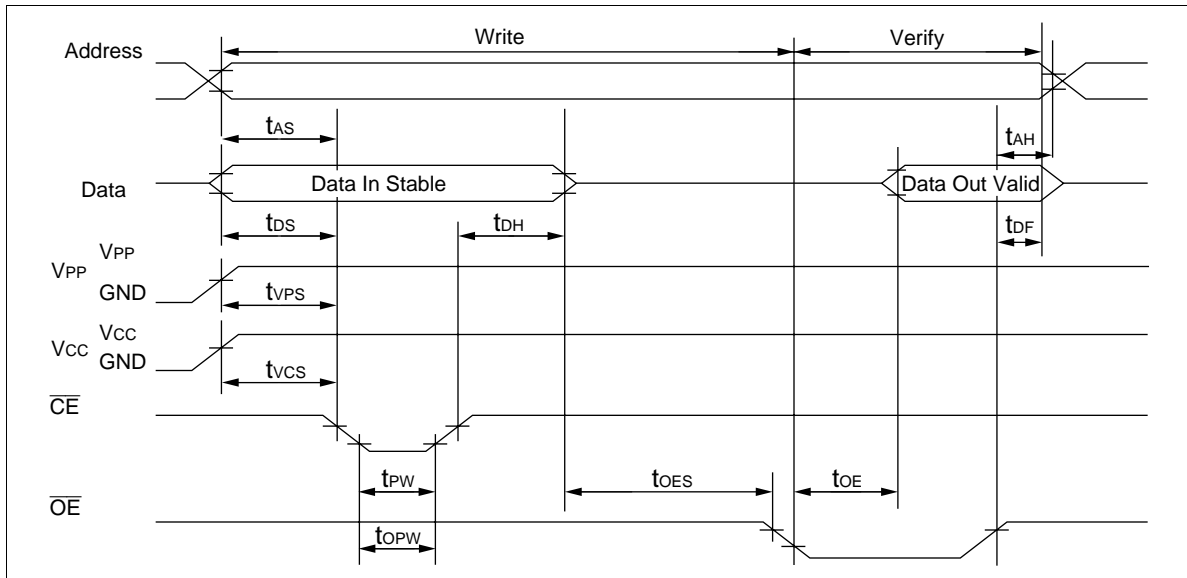 Write
Verify
Address
tAS
tAH
Data
Data In Stable
Data Out Valid
tDS
tDH
tDF
VPP
VPP
GND
tVPS
VCC
VCC
GND
tVCS
CE
tPW
tOES
tOE
OE
tOPW